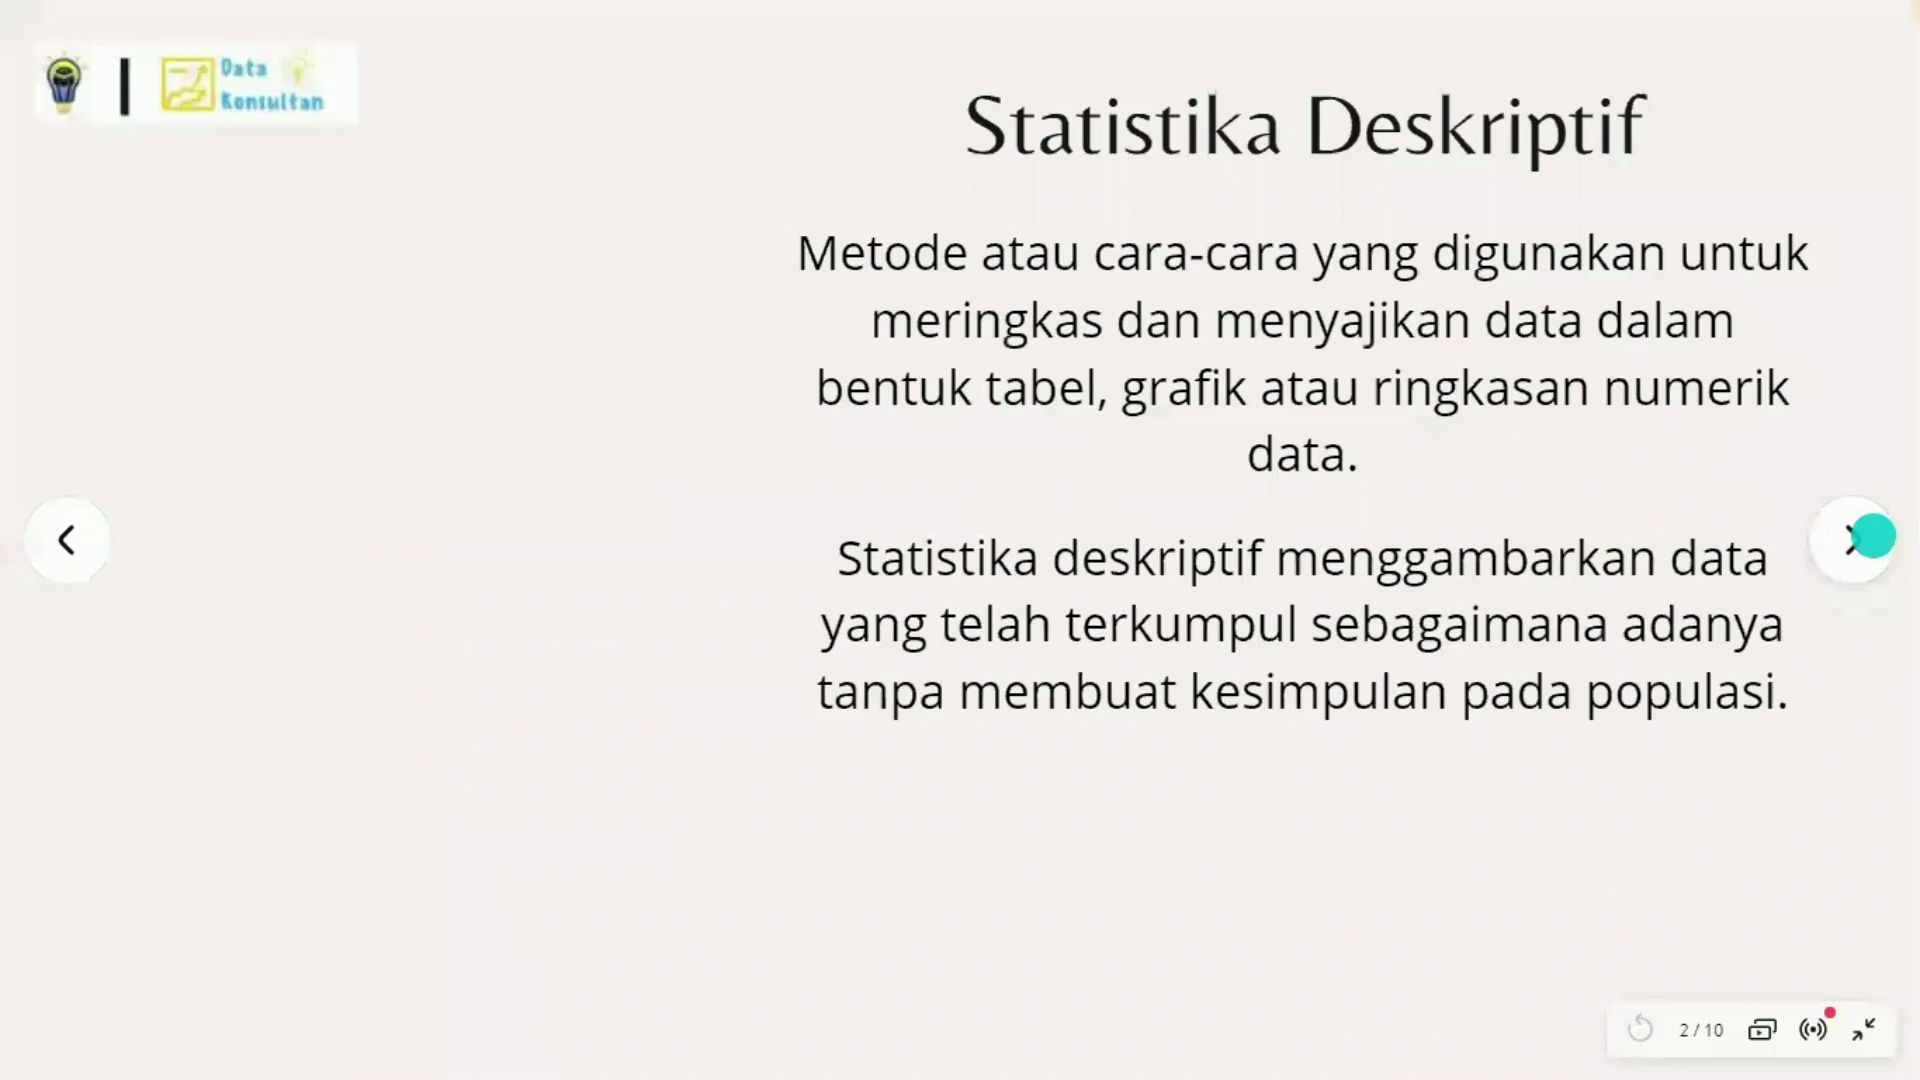 Data
Konsultan
Statistika Deskriptif
Metode atau cara-cara yang digunakan untuk
meringkas dan menyajikan data dalam
bentuk tabel, grafik atau ringkasan numerik
data.
Statistika deskriptif menggambarkan data
yang telah terkumpul sebagaimana adanya
tanpa membuat kesimpulan pada populasi.
2 / 10